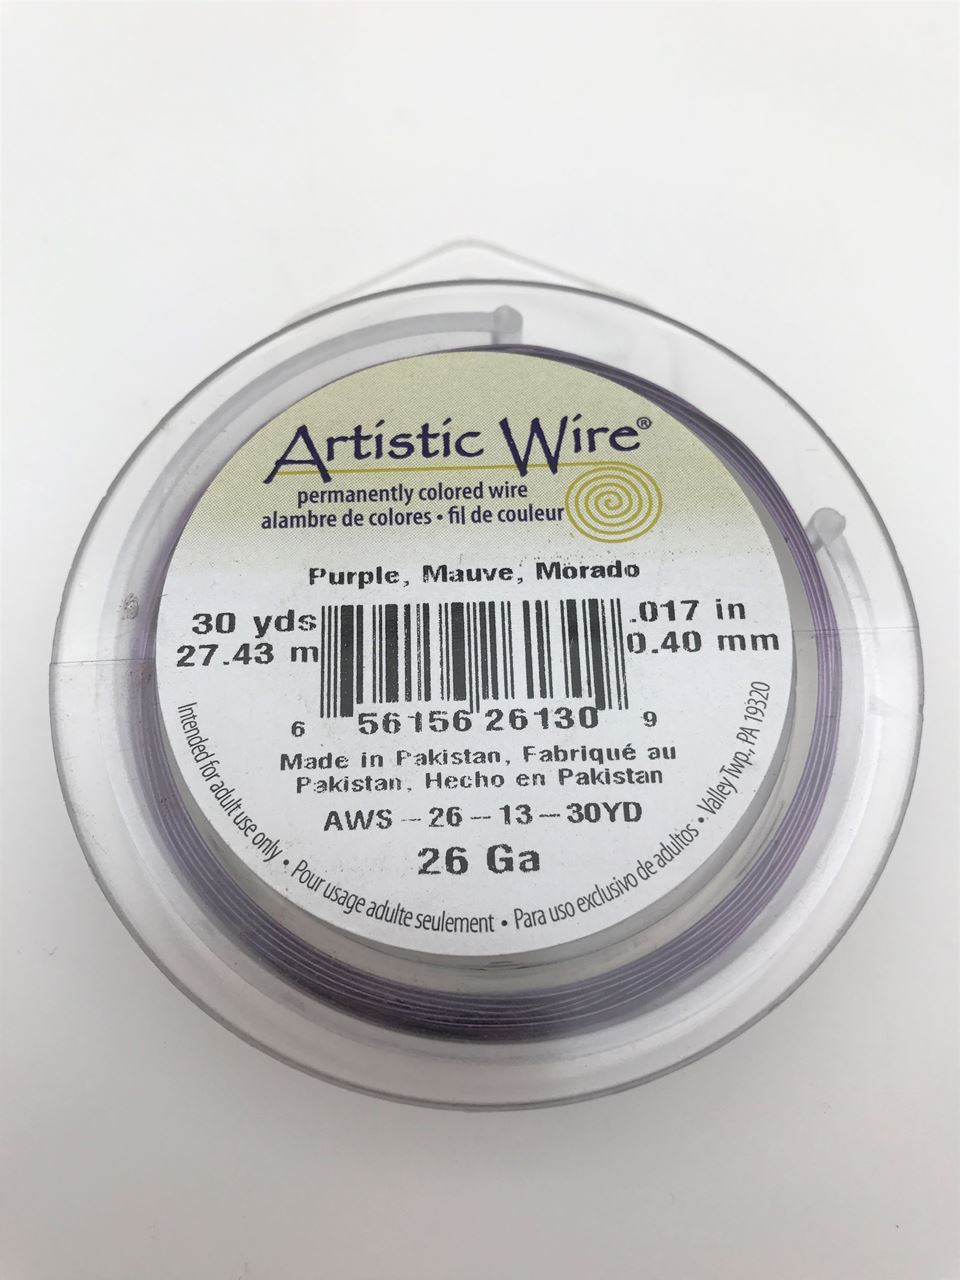 Artistic Wire®
permanently colored wire
alambre de colores • fil de couleur
Purple, Mauve, Morado
30 yds
27.43 m
.017 in
0.40 mm
6 56156 26130 9
Made in Pakistan, Fabriqué au
Pakistan, Hecho en Pakistan
AWS -- 26 -- 13 -- 30YD
26 Ga
Intended for adult use only • Pour usage adulte seulement • Para uso exclusivo de adultos • Valley Twp., PA 19320